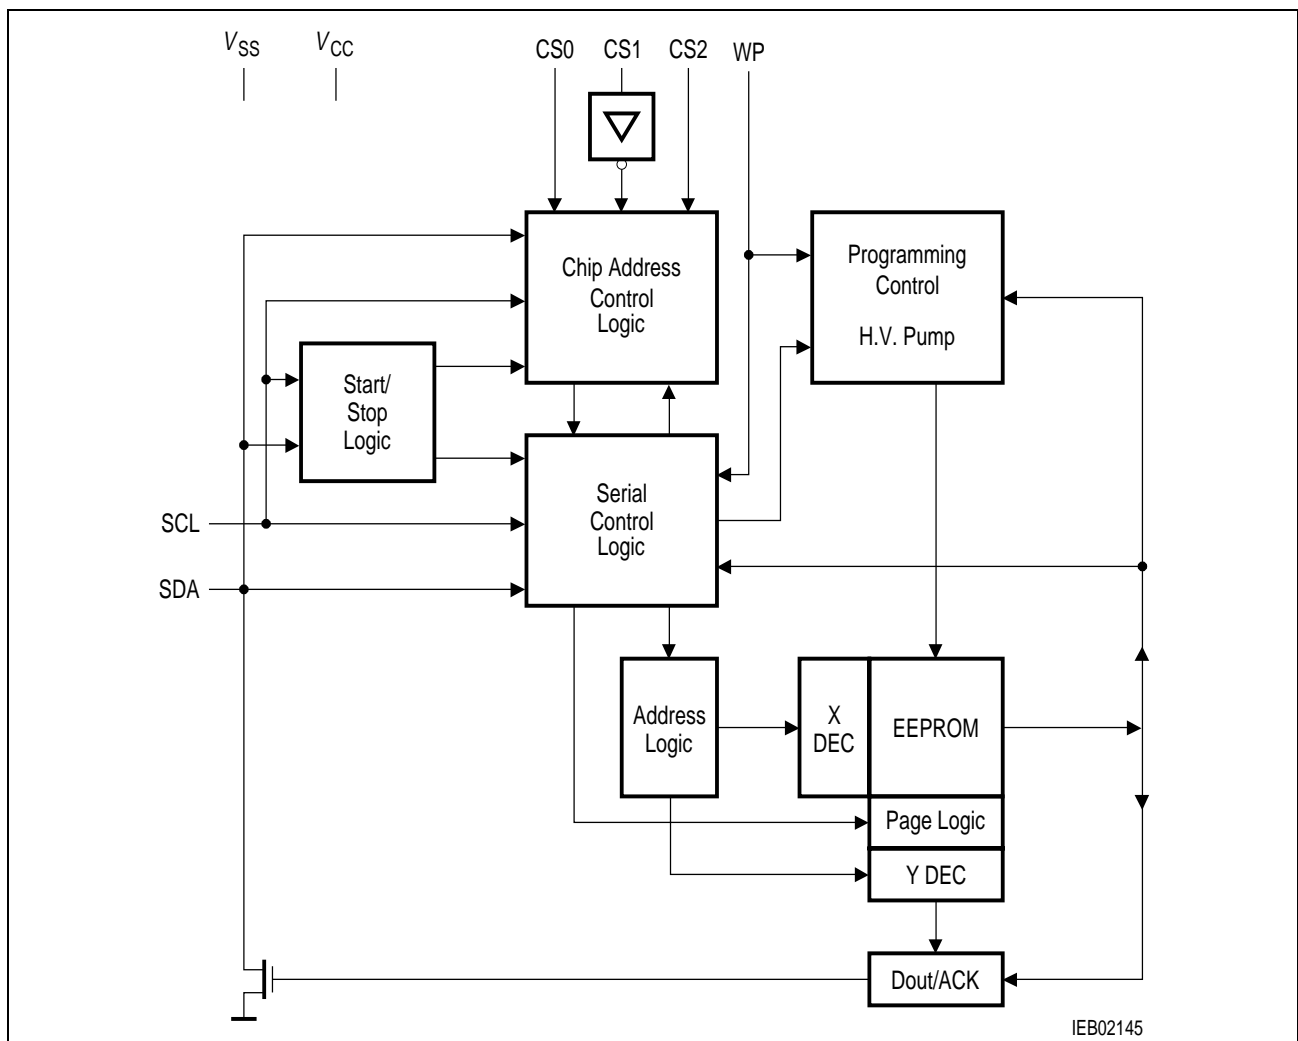 VSS VCC CS0 CS1 CS2 WP
Chip Address
Control
Logic
Programming
Control
H.V. Pump
Start/
Stop
Logic
Serial
Control
Logic
SCL
SDA
Address
Logic
X
DEC
EEPROM
Page Logic
Y DEC
Dout/ACK
IEB02145